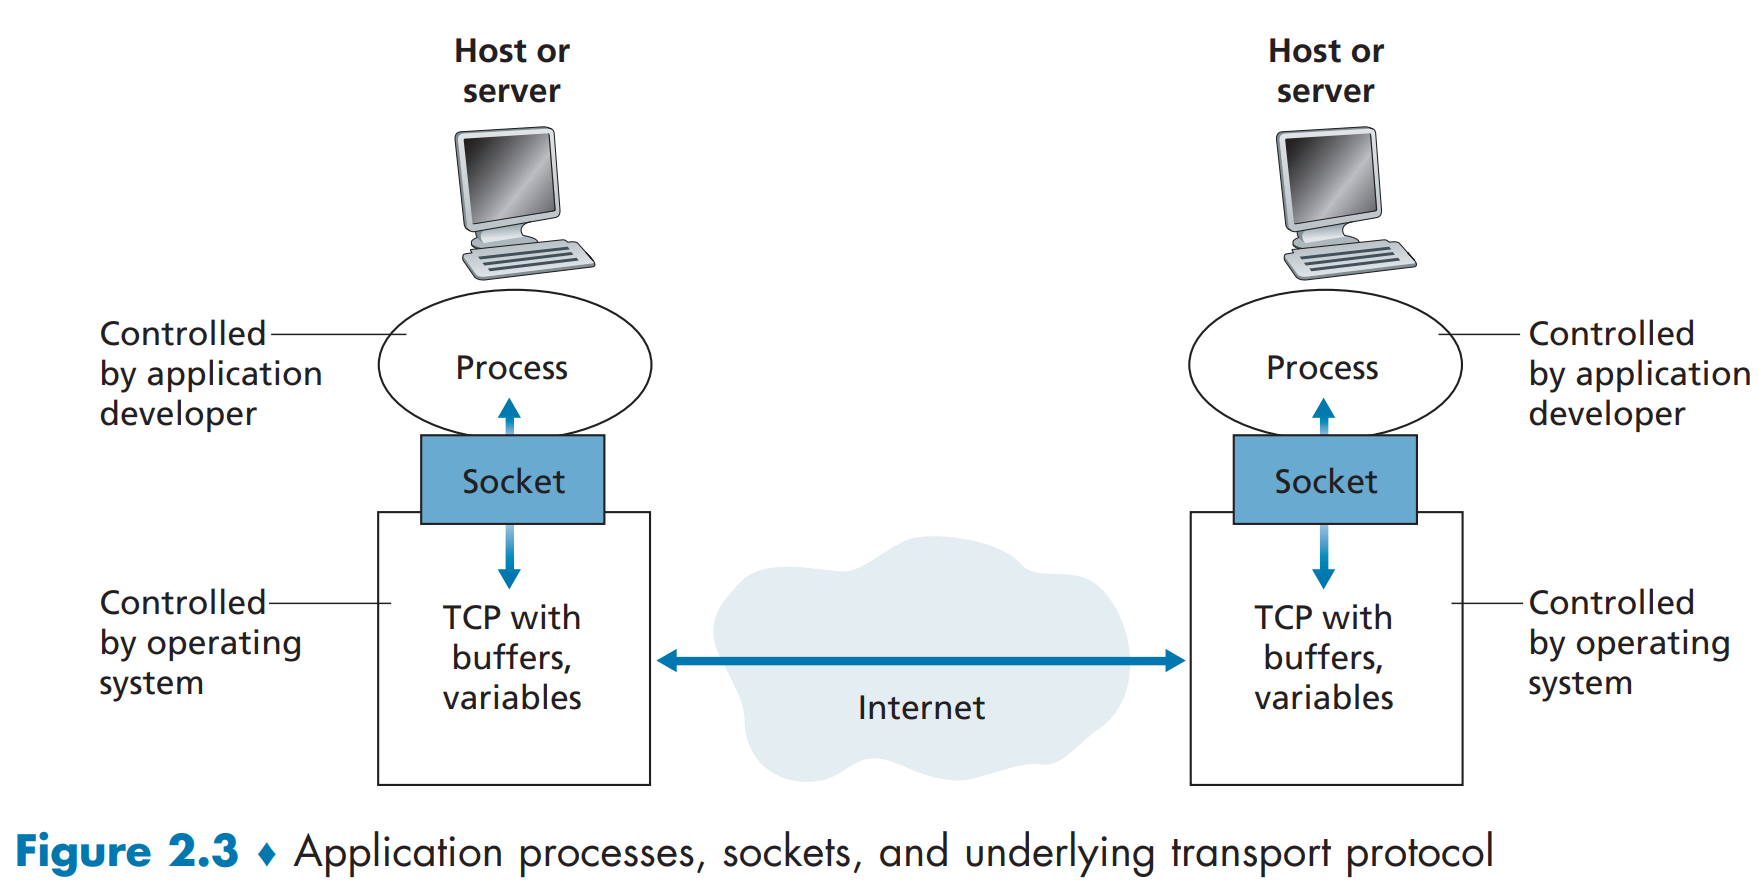 Host or
server
Host or
server
Controlled
by application
developer
Process
Process
Controlled
by application
developer
Socket
Socket
Controlled
by operating
system
TCP with
buffers,
variables
Internet
TCP with
buffers,
variables
Controlled
by operating
system
Figure 2.3 ♦ Application processes, sockets, and underlying transport protocol